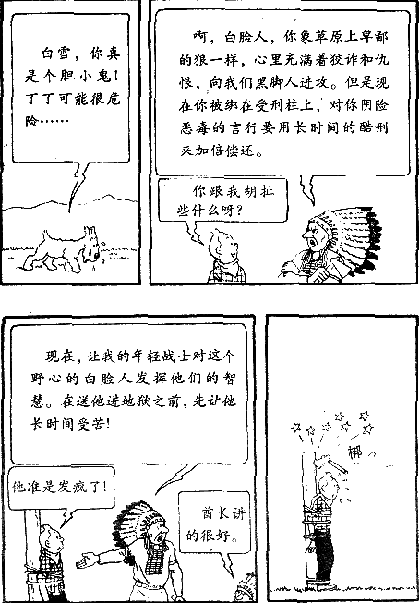 白雪，你真
是个胆小鬼！
丁丁可能很危
险……
啊，白脸人，你象草原上卑鄙
的狼一样，心里充满着狡诈和仇
恨、向我们黑脚人进攻。但是现
在你被绑在受刑柱上，对你阴险
恶毒的言行要用长时间的酷刑
来加倍偿还。
你跟我胡扯
些什么呀？
现在，让我的年轻战士对这个
野心的白脸人发挥他们的智
慧。在送他进地狱之前，先让他
长时间受苦！
他准是发疯了！
酋长讲
的很好。
梆